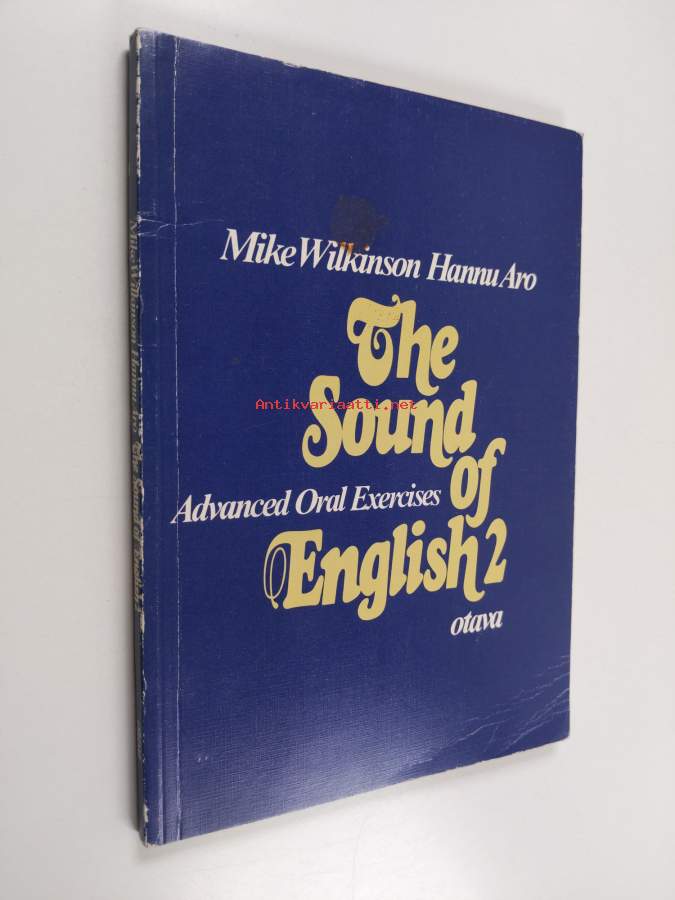 Mike Wilkinson Hannu Aro
The
Sound
Antikvariaatti.net
of
Advanced Oral Exercises
English 2
otava
Mike Wilkinson Hannu Aro The Sound of English 2